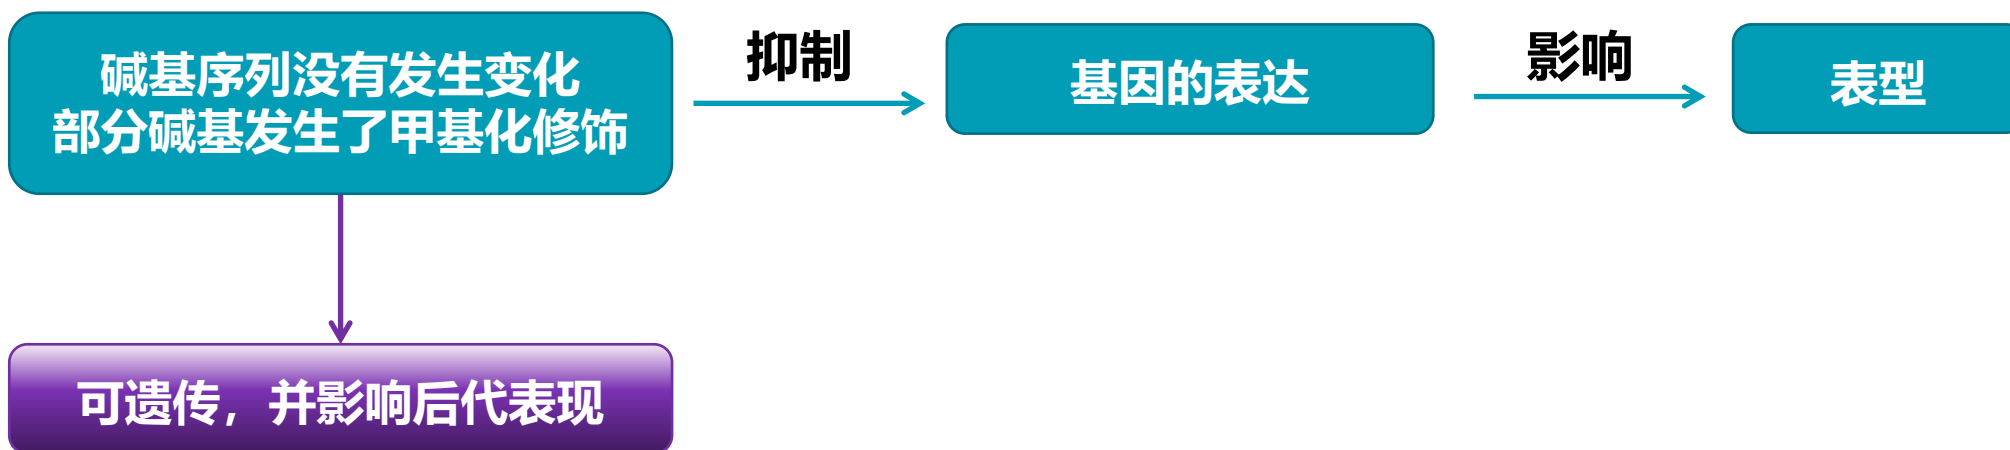 碱基序列没有发生变化
部分碱基发生了甲基化修饰
抑制
基因的表达
影响
表型
可遗传，并影响后代表现